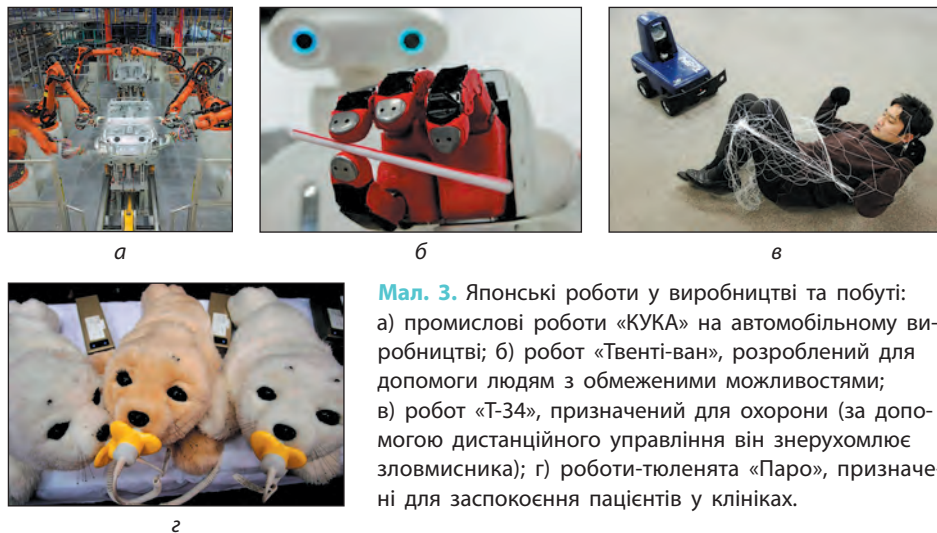 а
б
в
Мал. 3. Японські роботи у виробництві та побуті:
а) промислові роботи «КУКА» на автомобільному ви-
робництві; б) робот «Твенті-ван», розроблений для
допомоги людям з обмеженими можливостями;
в) робот «Т-34», призначений для охорони (за допо-
могою дистанційного управління він знерухомлює
зловмисника); г) роботи-тюленята «Паро», призначе-
ні для заспокоєння пацієнтів у клініках.
г